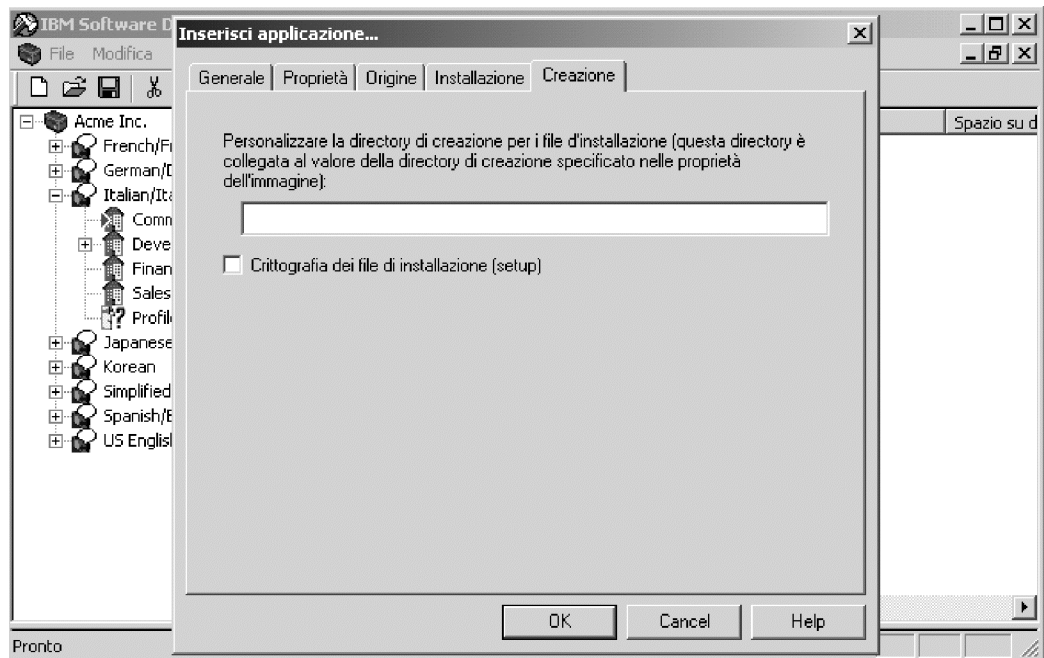 IBM Software D
Inserisci applicazione...
File Modifica
Generale Proprietà Origine Installazione Creazione
Acme Inc.
French/Fr
German/D
Italian/Ita
Comm
Deve
Finan
Sales
Profile
Japanese
Korean
Simplified
Spanish/E
US English
Spazio su d
Personalizzare la directory di creazione per i file d'installazione (questa directory è
collegata al valore della directory di creazione specificato nelle proprietà
dell'immagine):
Crittografia dei file di installazione (setup)
OK Cancel Help
Pronto